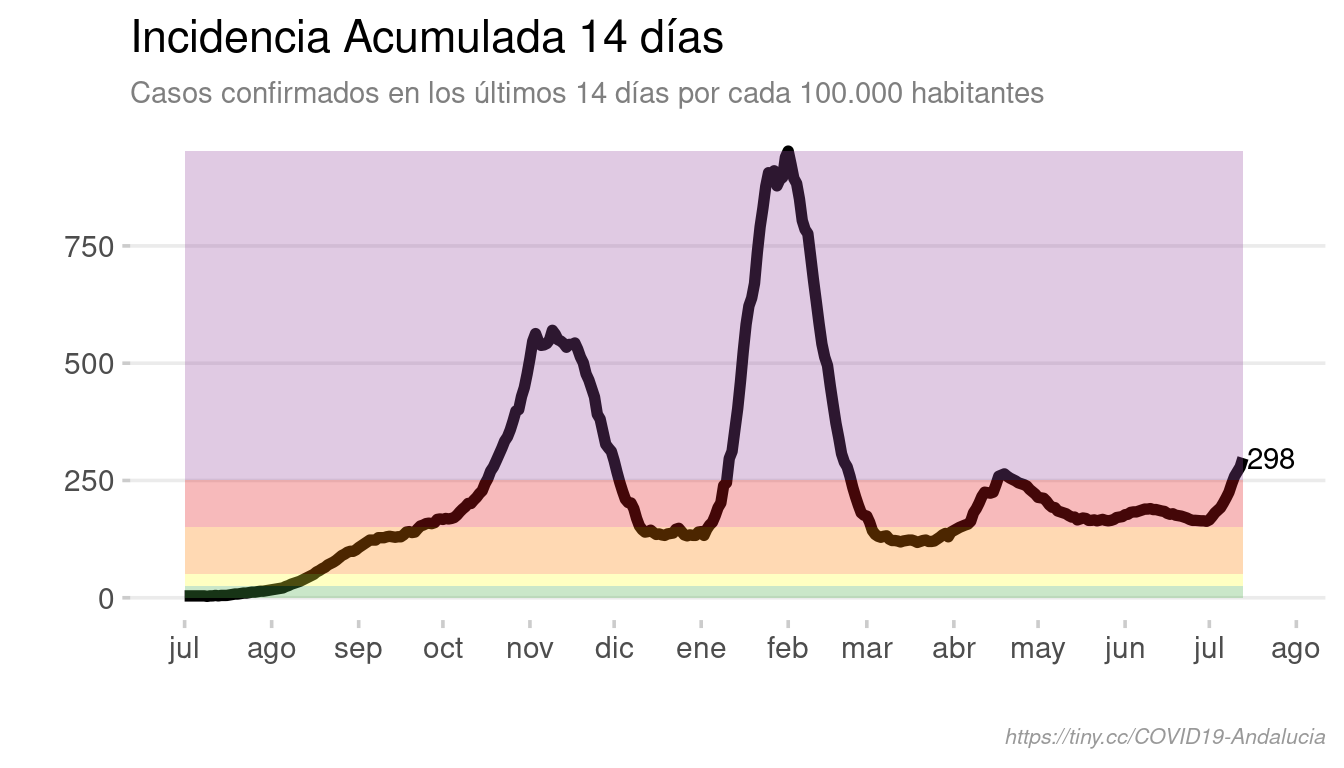 Incidencia Acumulada 14 días
Casos confirmados en los últimos 14 días por cada 100.000 habitantes
750
500
250
0
298
jul ago sep oct nov dic ene feb mar abr may jun jul ago
https://tiny.cc/COVID19-Andalucia